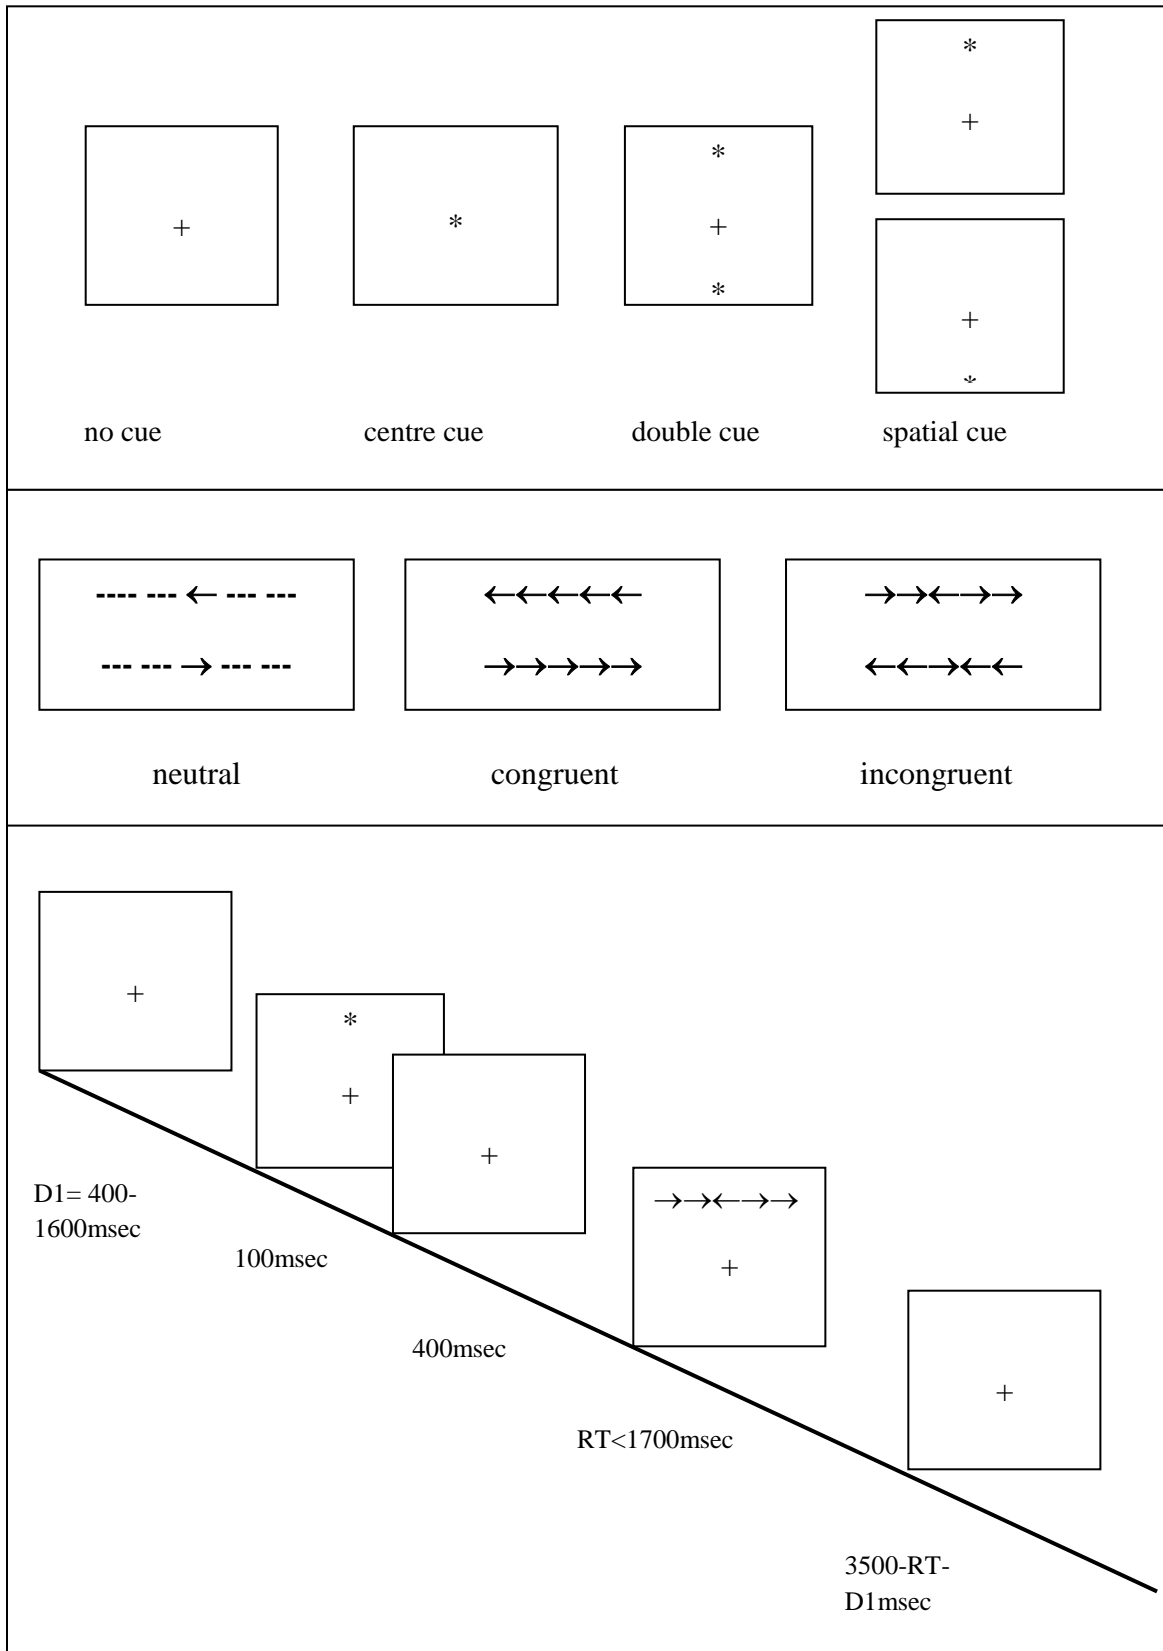 *
+
+
*
*
+
*
+
*
no cue centre cue double cue spatial cue
---- --- ← --- ---
--- --- → --- ---
←←←←←
→→→→→
→→←→→
←←→←←
neutral congruent incongruent
+
*
+
+
→→←→→
+
+
D1= 400-
1600msec
100msec
400msec
RT<1700msec
3500-RT-
D1msec